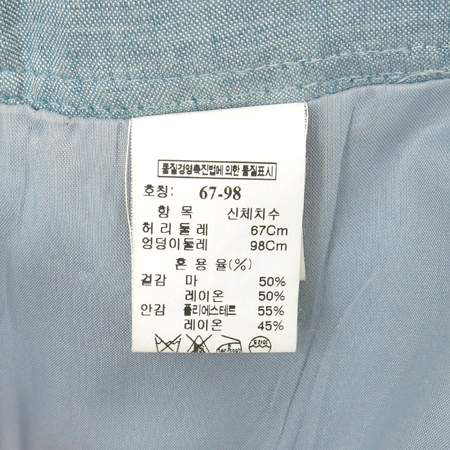 품질경영촉진법에 의한 품질표시
호칭: 67-98
항 목 신체치수
허리 둘레 67Cm
엉덩이둘레 98Cm
혼 용 율(%)
겉감 마 50%
레이온 50%
안감 폴리에스테트 55%
레이온 45%